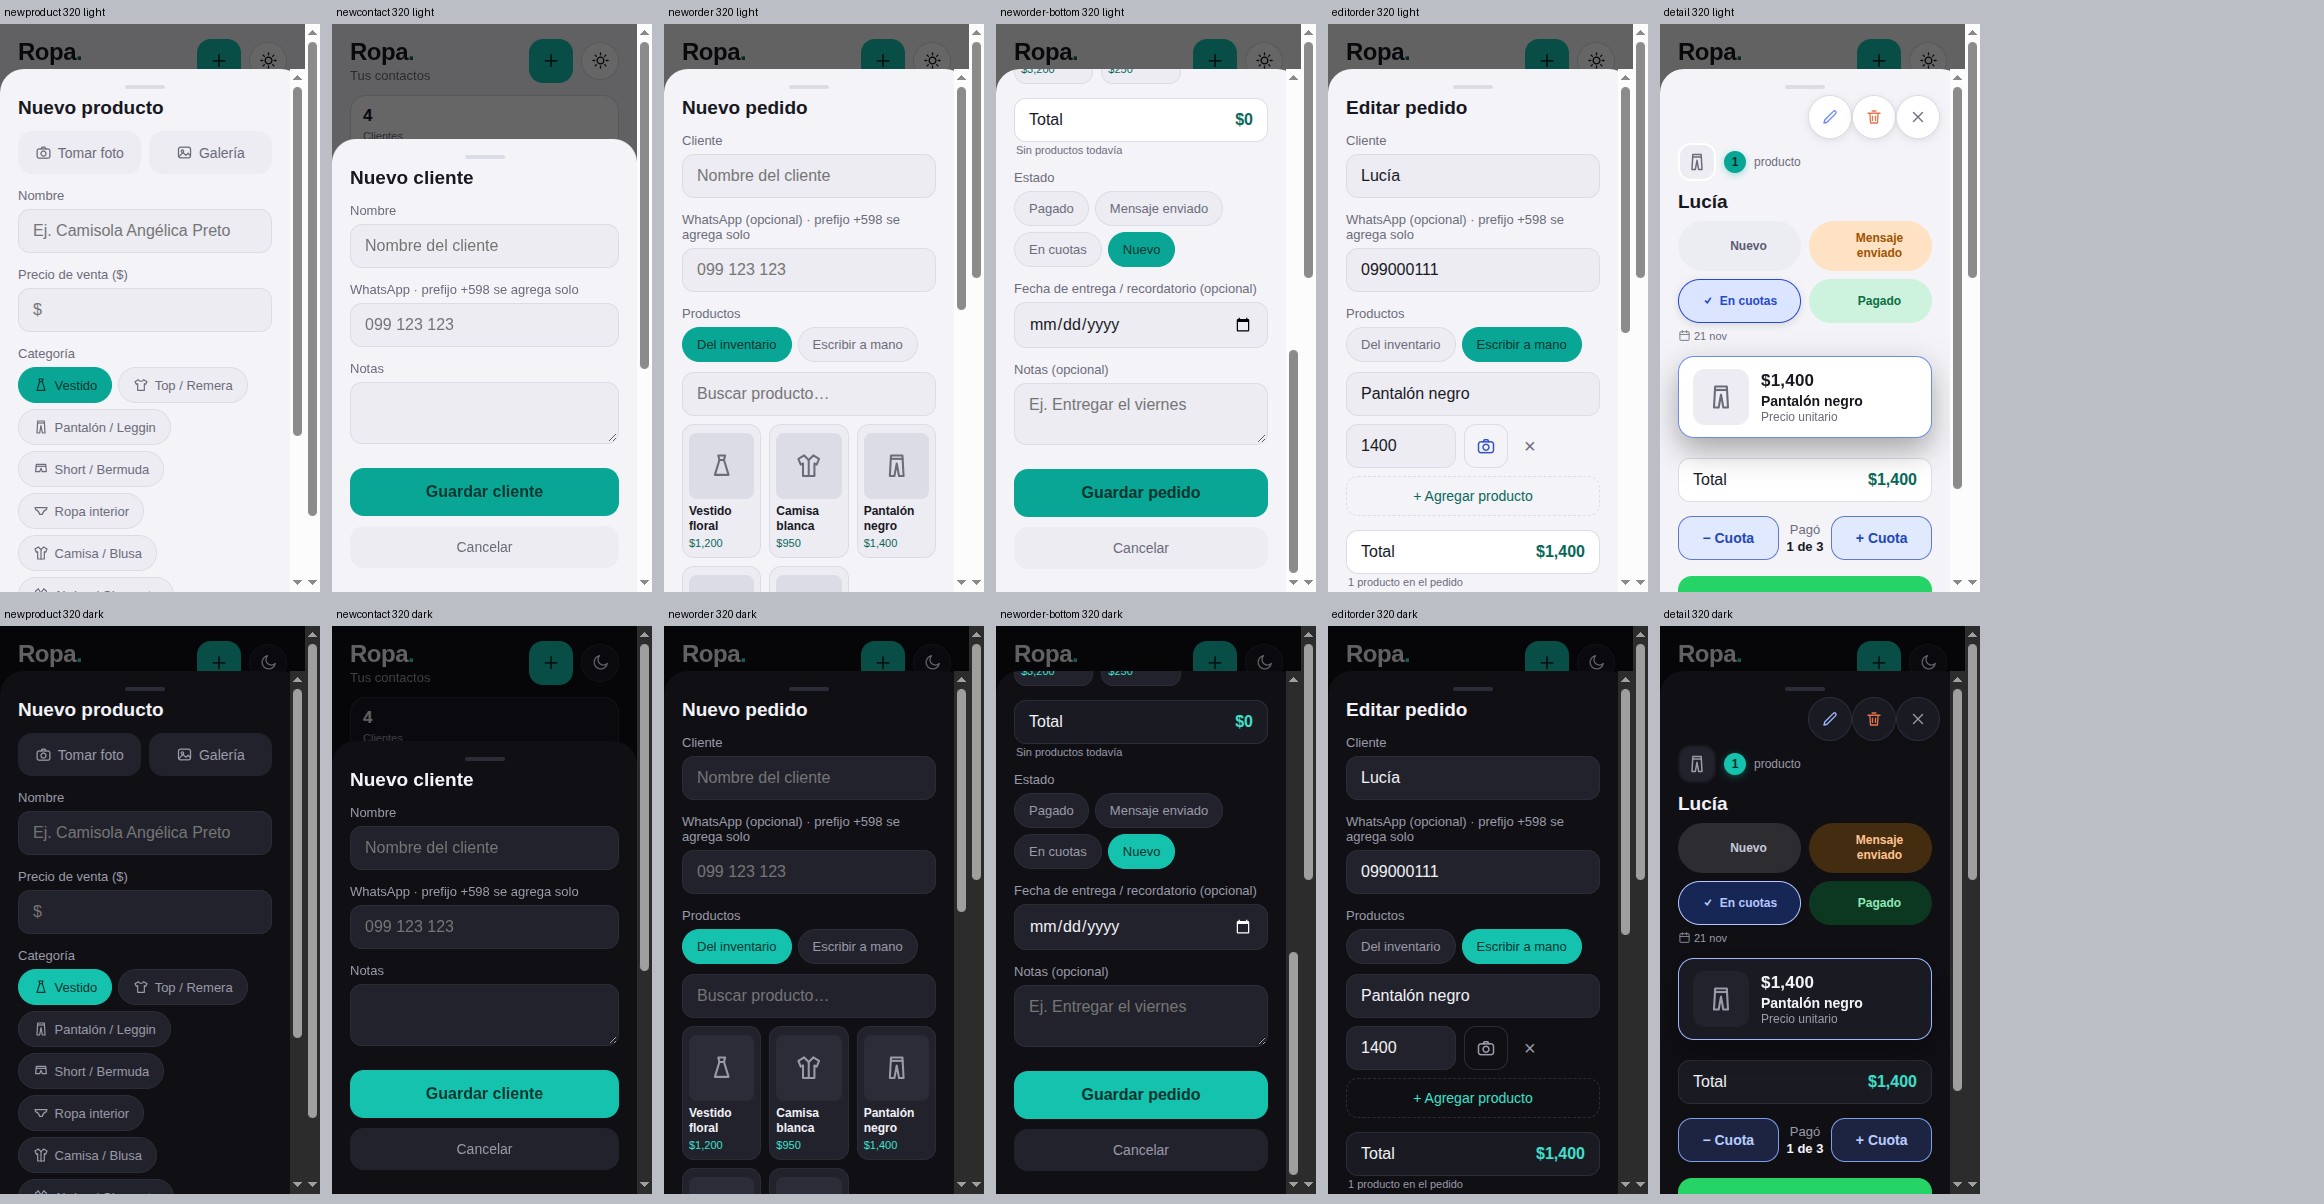 newproduct 320 light
Ropa.
Nuevo producto
Tomar foto
Galería
Nombre
Ej. Camisola Angélica Preto
Precio de venta ($)
$
Categoría
Vestido
Top / Remera
Pantalón / Leggin
Short / Bermuda
Ropa interior
Camisa / Blusa
newcontact 320 light
Ropa.
Tus contactos
4
Clientes
Nuevo cliente
Nombre
Nombre del cliente
WhatsApp · prefijo +598 se agrega solo
099 123 123
Notas
Guardar cliente
Cancelar
neworder 320 light
Ropa.
Nuevo pedido
Cliente
Nombre del cliente
WhatsApp (opcional) · prefijo +598 se
agrega solo
099 123 123
Productos
Del inventario
Escribir a mano
Buscar producto…
Vestido
floral
$1,200
Camisa
blanca
$950
Pantalón
negro
$1,400
neworder-bottom 320 light
Ropa.
$3,200
$250
Total
$0
Sin productos todavía
Estado
Pagado
Mensaje enviado
En cuotas
Nuevo
Fecha de entrega / recordatorio (opcional)
mm/dd/yyyy
Notas (opcional)
Ej. Entregar el viernes
Guardar pedido
Cancelar
editorder 320 light
Ropa.
Editar pedido
Cliente
Lucía
WhatsApp (opcional) · prefijo +598 se
agrega solo
099000111
Productos
Del inventario
Escribir a mano
Pantalón negro
1400
+ Agregar producto
Total
$1,400
1 producto en el pedido
detail 320 light
Ropa.
1
producto
Lucía
Nuevo
Mensaje
enviado
En cuotas
Pagado
21 nov
$1,400
Pantalón negro
Precio unitario
Total
$1,400
− Cuota
Pagó
1 de 3
+ Cuota
newproduct 320 dark
Ropa.
Nuevo producto
Tomar foto
Galería
Nombre
Ej. Camisola Angélica Preto
Precio de venta ($)
$
Categoría
Vestido
Top / Remera
Pantalón / Leggin
Short / Bermuda
Ropa interior
Camisa / Blusa
newcontact 320 dark
Ropa.
Tus contactos
4
Clientes
Nuevo cliente
Nombre
Nombre del cliente
WhatsApp · prefijo +598 se agrega solo
099 123 123
Notas
Guardar cliente
Cancelar
neworder 320 dark
Ropa.
Nuevo pedido
Cliente
Nombre del cliente
WhatsApp (opcional) · prefijo +598 se
agrega solo
099 123 123
Productos
Del inventario
Escribir a mano
Buscar producto…
Vestido
floral
$1,200
Camisa
blanca
$950
Pantalón
negro
$1,400
neworder-bottom 320 dark
Ropa.
$3,200
$250
Total
$0
Sin productos todavía
Estado
Pagado
Mensaje enviado
En cuotas
Nuevo
Fecha de entrega / recordatorio (opcional)
mm/dd/yyyy
Notas (opcional)
Ej. Entregar el viernes
Guardar pedido
Cancelar
editorder 320 dark
Ropa.
Editar pedido
Cliente
Lucía
WhatsApp (opcional) · prefijo +598 se
agrega solo
099000111
Productos
Del inventario
Escribir a mano
Pantalón negro
1400
+ Agregar producto
Total
$1,400
1 producto en el pedido
detail 320 dark
Ropa.
1
producto
Lucía
Nuevo
Mensaje
enviado
En cuotas
Pagado
21 nov
$1,400
Pantalón negro
Precio unitario
Total
$1,400
− Cuota
Pagó
1 de 3
+ Cuota